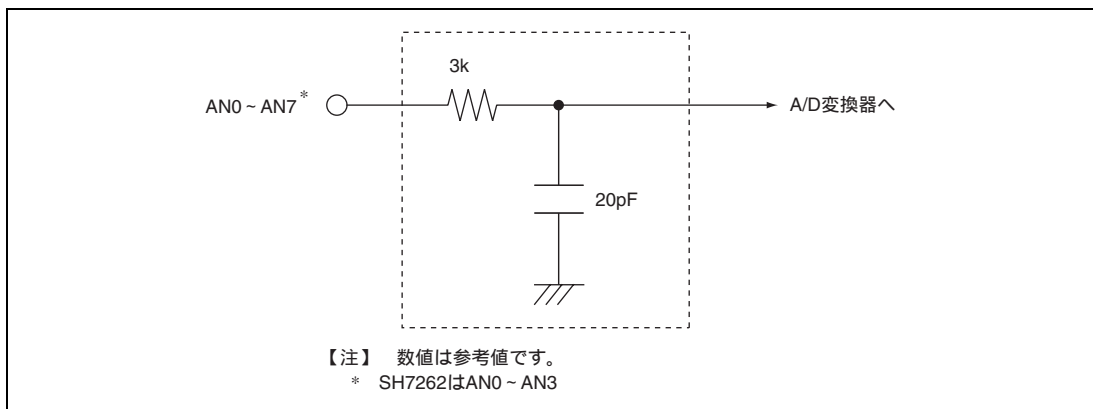 3k
AN0 ~ AN7*
A/D変換器へ
20pF
【注】 数値は参考値です。
* SH7262はAN0 ~ AN3